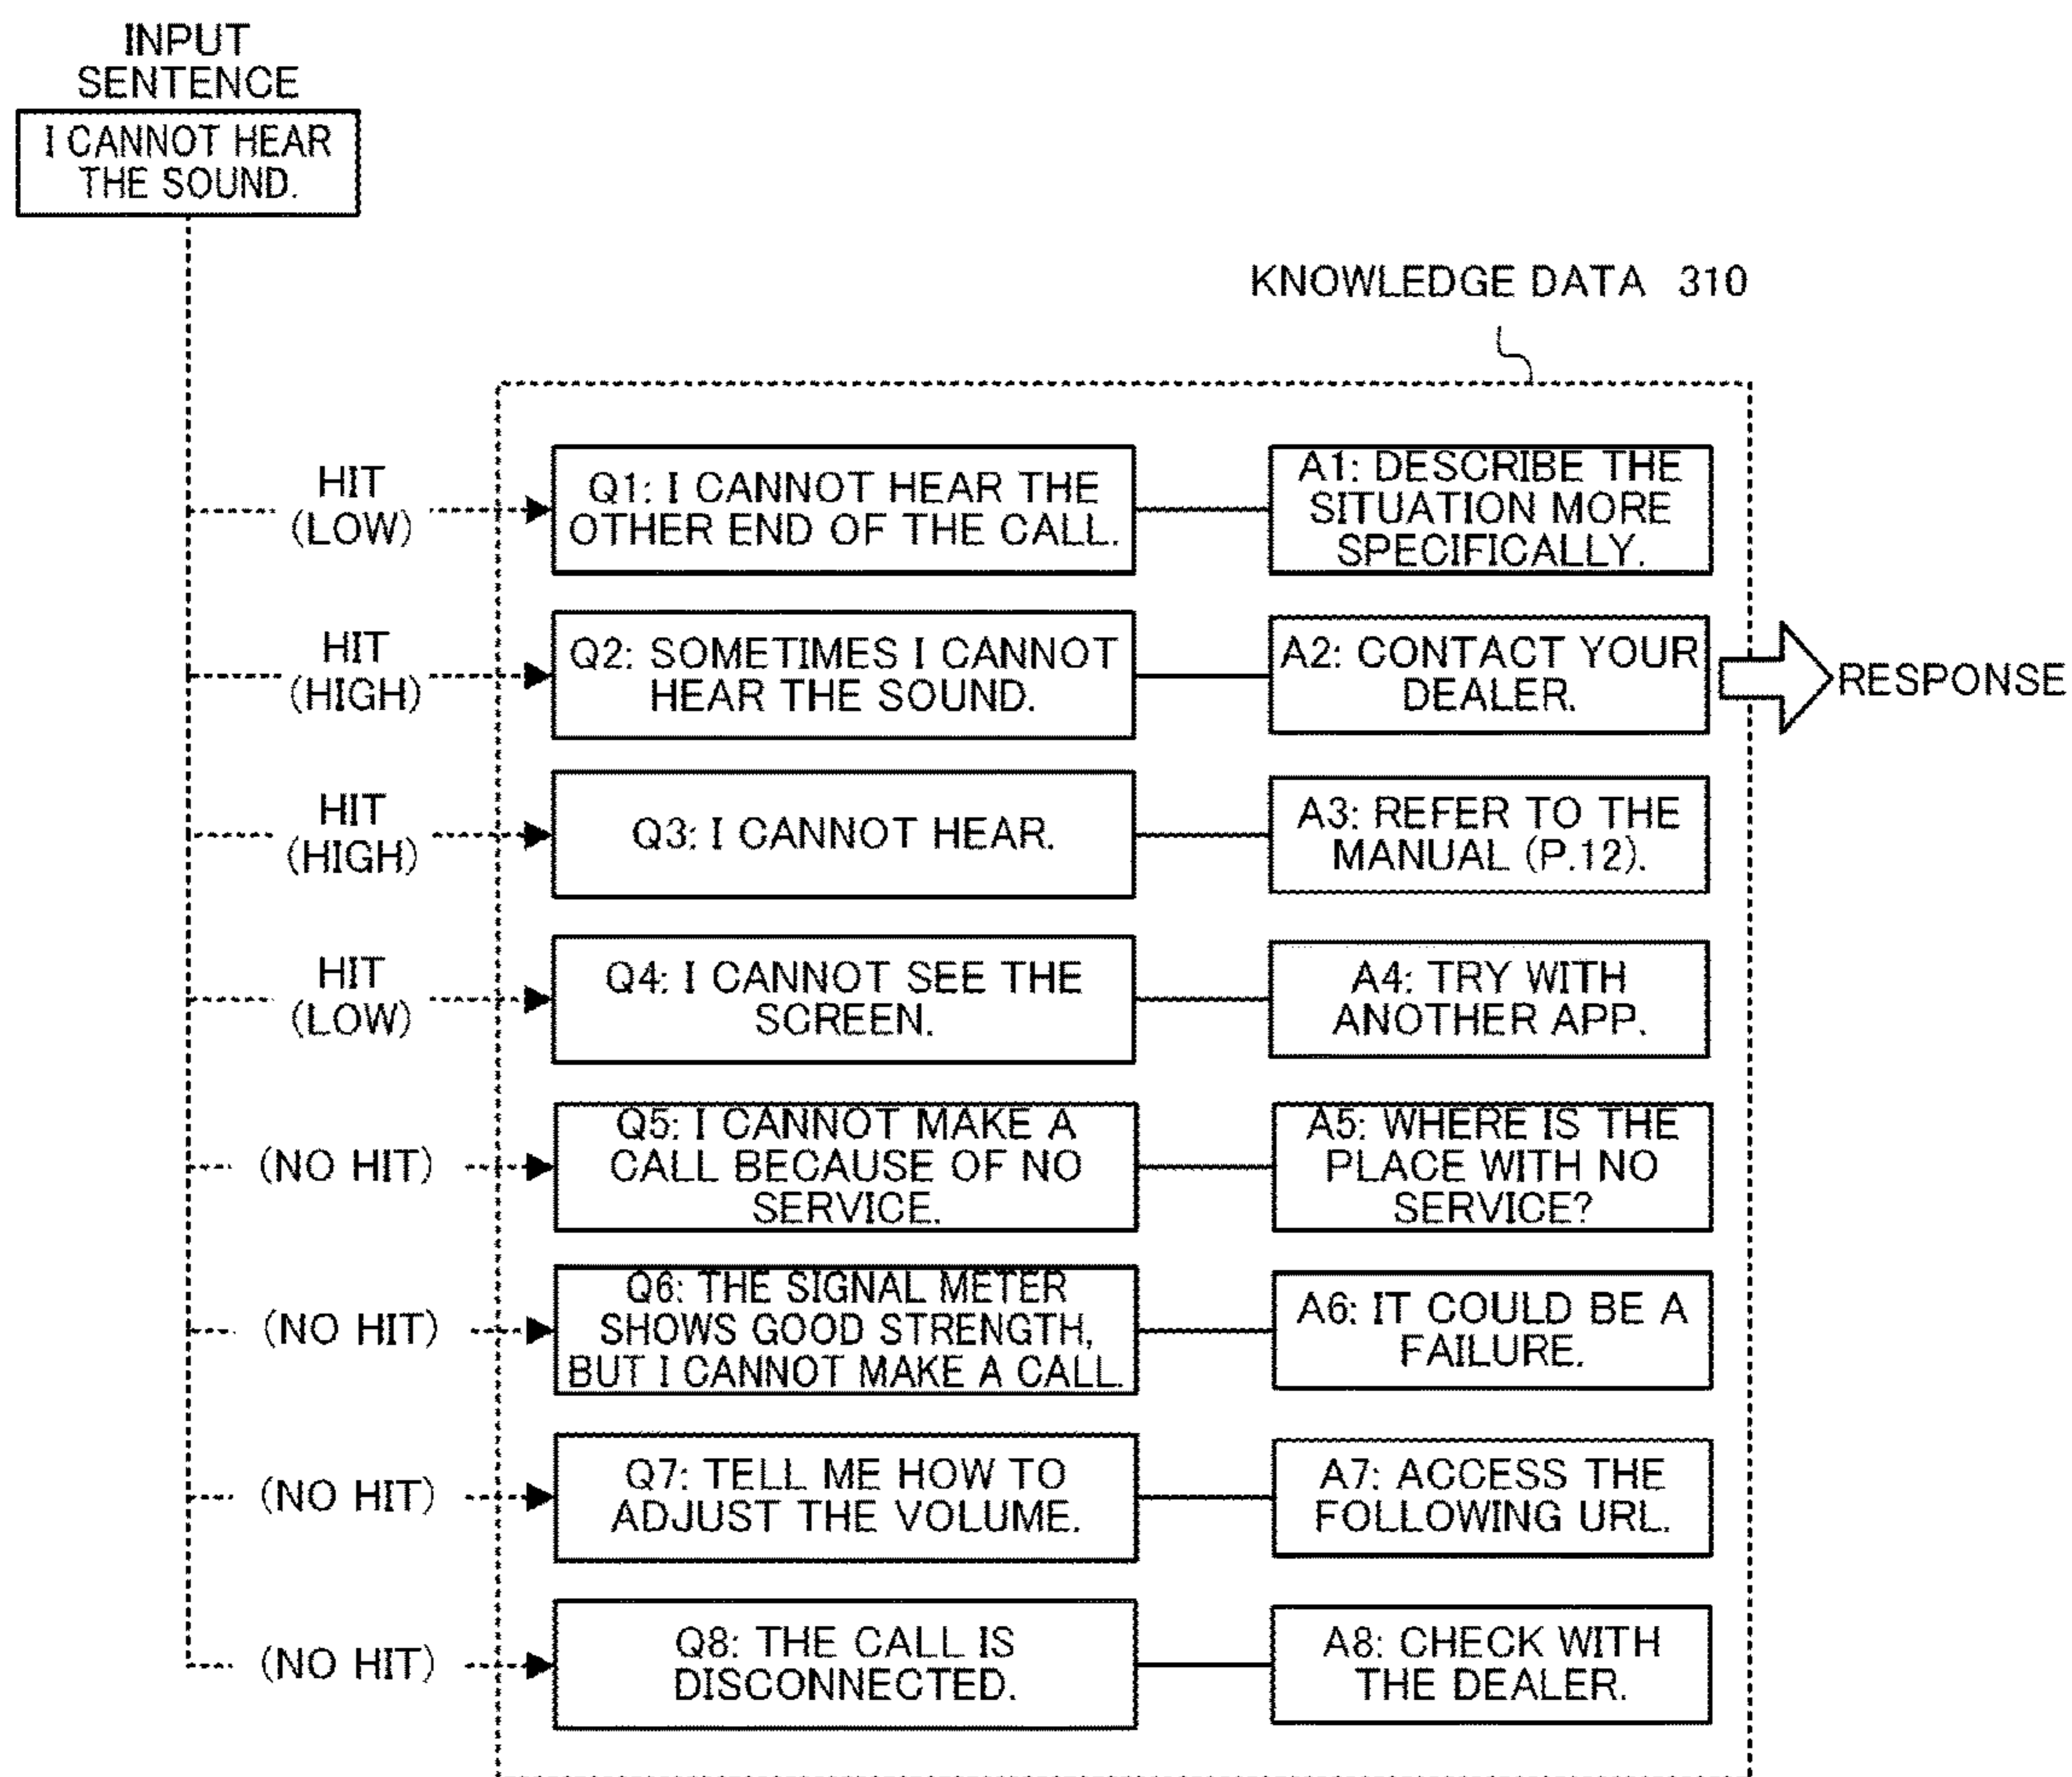 INPUT
SENTENCE
I CANNOT HEAR
THE SOUND.
KNOWLEDGE DATA 310
HIT
(LOW)
Q1: I CANNOT HEAR THE
OTHER END OF THE CALL.
A1: DESCRIBE THE
SITUATION MORE
SPECIFICALLY.
HIT
(HIGH)
Q2: SOMETIMES I CANNOT
HEAR THE SOUND.
A2: CONTACT YOUR
DEALER.
RESPONSE
HIT
(HIGH)
Q3: I CANNOT HEAR.
A3: REFER TO THE
MANUAL (P.12).
HIT
(LOW)
Q4: I CANNOT SEE THE
SCREEN.
A4: TRY WITH
ANOTHER APP.
(NO HIT)
Q5: I CANNOT MAKE A
CALL BECAUSE OF NO
SERVICE.
A5: WHERE IS THE
PLACE WITH NO
SERVICE?
(NO HIT)
Q6: THE SIGNAL METER
SHOWS GOOD STRENGTH,
BUT I CANNOT MAKE A CALL.
A6: IT COULD BE A
FAILURE.
(NO HIT)
Q7: TELL ME HOW TO
ADJUST THE VOLUME.
A7: ACCESS THE
FOLLOWING URL.
(NO HIT)
Q8: THE CALL IS
DISCONNECTED.
A8: CHECK WITH
THE DEALER.